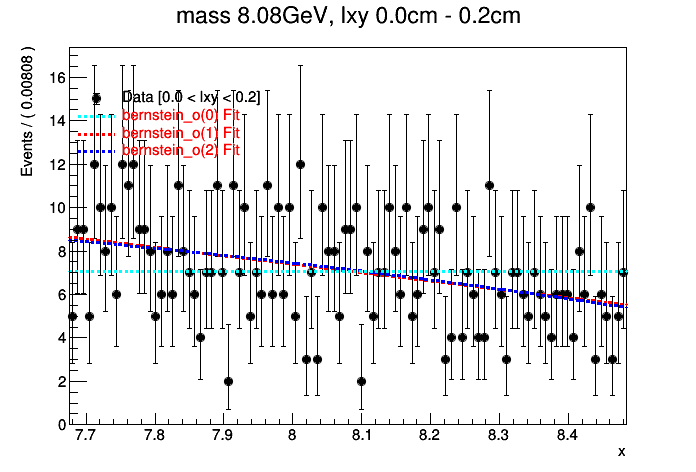 mass 8.08GeV, lxy 0.0cm - 0.2cm
Events / ( 0.00808 )
16
14
12
10
8
6
4
2
0
Data [0.0 < lxy < 0.2]
bernstein_o(0) Fit
bernstein_o(1) Fit
bernstein_o(2) Fit
7.7 7.8 7.9 8 8.1 8.2 8.3 8.4
x